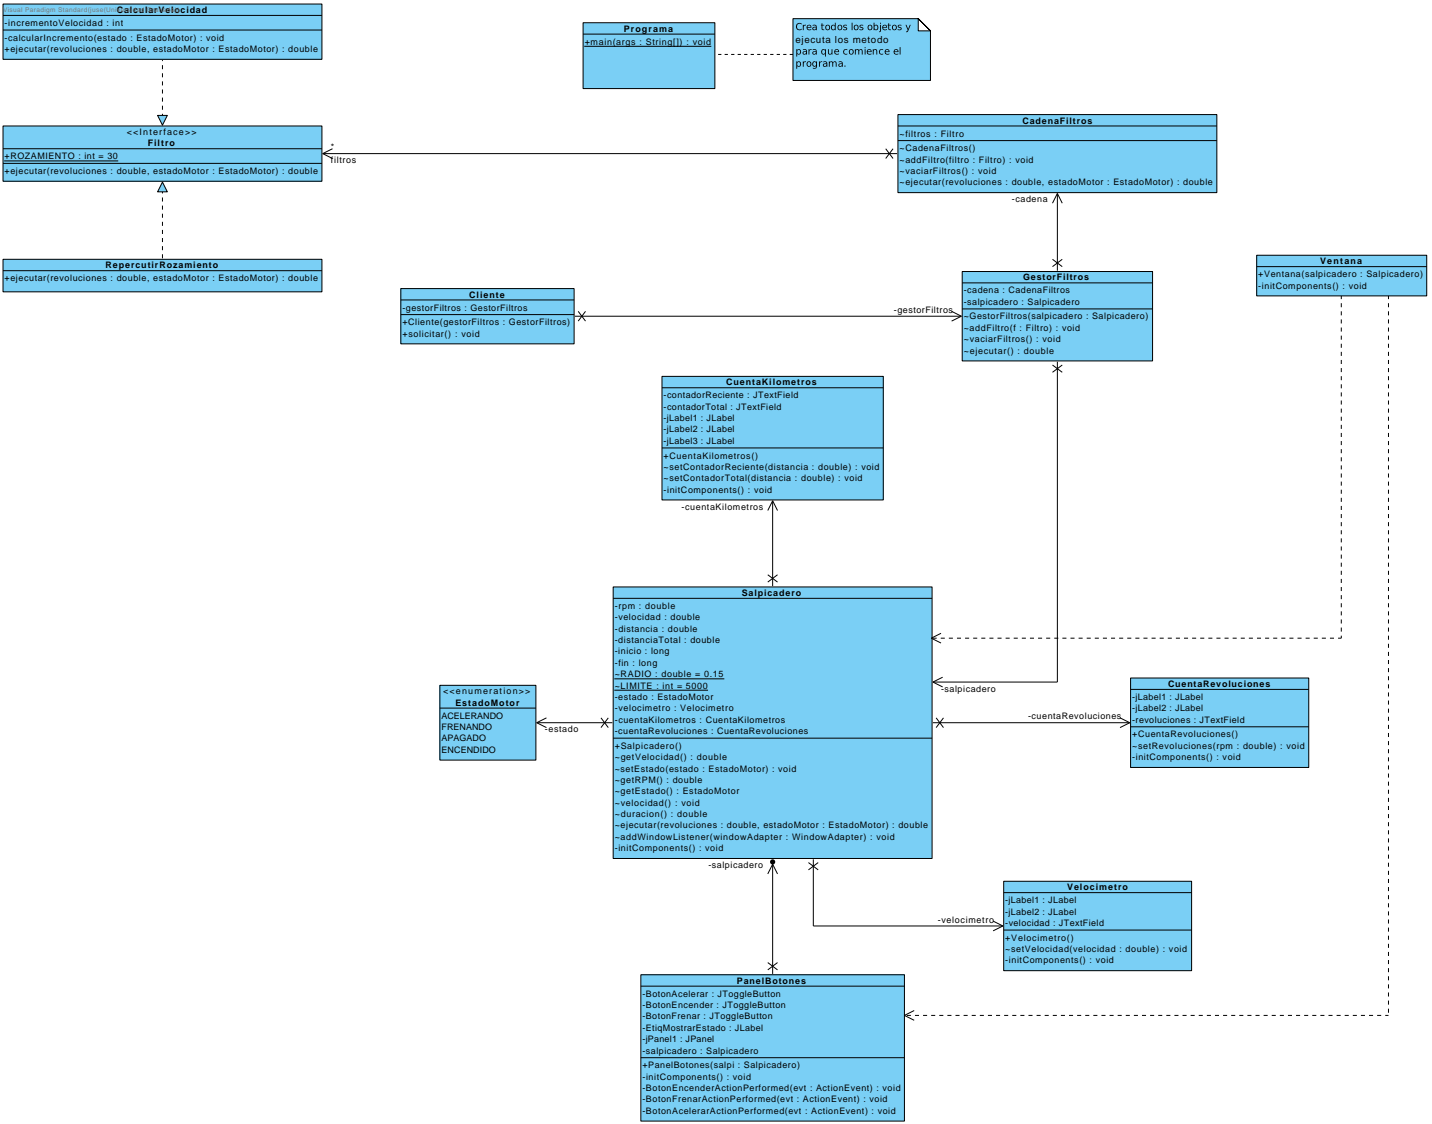 Visual Paradigm Standard(juse(Uni
CalcularVelocidad
-incrementoVelocidad : int
-calcularIncremento(estado : EstadoMotor) : void
+ejecutar(revoluciones : double, estadoMotor : EstadoMotor) : double
Programa
+main(args : String[]) : void
Crea todos los objetos y
ejecuta los metodo
para que comience el
programa.
<<Interface>>
Filtro
+ROZAMIENTO : int = 30
+ejecutar(revoluciones : double, estadoMotor : EstadoMotor) : double
*
filtros
CadenaFiltros
~filtros : Filtro
~CadenaFiltros()
~addFiltro(filtro : Filtro) : void
~vaciarFiltros() : void
~ejecutar(revoluciones : double, estadoMotor : EstadoMotor) : double
-cadena
RepercutirRozamiento
+ejecutar(revoluciones : double, estadoMotor : EstadoMotor) : double
Ventana
+Ventana(salpicadero : Salpicadero)
-initComponents() : void
GestorFiltros
-cadena : CadenaFiltros
-salpicadero : Salpicadero
~GestorFiltros(salpicadero : Salpicadero)
~addFiltro(f : Filtro) : void
~vaciarFiltros() : void
~ejecutar() : double
Cliente
-gestorFiltros : GestorFiltros
+Cliente(gestorFiltros : GestorFiltros)
+solicitar() : void
-gestorFiltros
CuentaKilometros
-contadorReciente : JTextField
-contadorTotal : JTextField
-jLabel1 : JLabel
-jLabel2 : JLabel
-jLabel3 : JLabel
+CuentaKilometros()
~setContadorReciente(distancia : double) : void
~setContadorTotal(distancia : double) : void
-initComponents() : void
-cuentaKilometros
Salpicadero
-rpm : double
-velocidad : double
-distancia : double
-distanciaTotal : double
-inicio : long
-fin : long
~RADIO : double = 0.15
~LIMITE : int = 5000
-estado : EstadoMotor
-velocimetro : Velocimetro
-cuentaKilometros : CuentaKilometros
-cuentaRevoluciones : CuentaRevoluciones
+Salpicadero()
~getVelocidad() : double
~setEstado(estado : EstadoMotor) : void
~getRPM() : double
~getEstado() : EstadoMotor
~velocidad() : void
~duracion() : double
~ejecutar(revoluciones : double, estadoMotor : EstadoMotor) : double
~addWindowListener(windowAdapter : WindowAdapter) : void
-initComponents() : void
<<enumeration>>
EstadoMotor
ACELERANDO
FRENANDO
APAGADO
ENCENDIDO
-estado
-salpicadero
-cuentaRevoluciones
CuentaRevoluciones
-jLabel1 : JLabel
-jLabel2 : JLabel
-revoluciones : JTextField
+CuentaRevoluciones()
~setRevoluciones(rpm : double) : void
-initComponents() : void
-salpicadero
-velocimetro
Velocimetro
-jLabel1 : JLabel
-jLabel2 : JLabel
-velocidad : JTextField
+Velocimetro()
~setVelocidad(velocidad : double) : void
-initComponents() : void
PanelBotones
-BotonAcelerar : JToggleButton
-BotonEncender : JToggleButton
-BotonFrenar : JToggleButton
-EtiqMostrarEstado : JLabel
-jPanel1 : JPanel
-salpicadero : Salpicadero
+PanelBotones(salpi : Salpicadero)
-initComponents() : void
-BotonEncenderActionPerformed(evt : ActionEvent) : void
-BotonFrenarActionPerformed(evt : ActionEvent) : void
-BotonAcelerarActionPerformed(evt : ActionEvent) : void